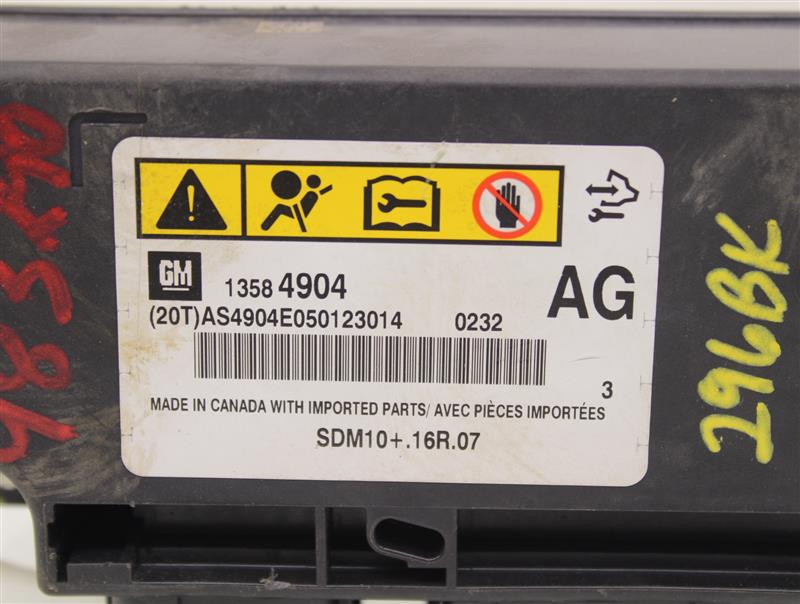 GM 1358 4904 AG
(20T)AS4904E050123014 0232
3
MADE IN CANADA WITH IMPORTED PARTS/ AVEC PIÈCES IMPORTÉES
SDM10+.16R.07
296BK